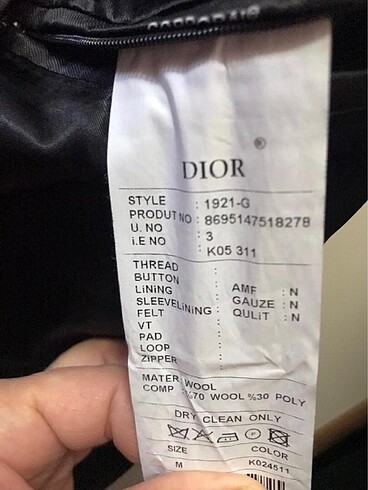 ®
DIOR
STYLE : 1921-G
PRODUT NO : 8695147518278
U. NO : 3
i.E NO : K05 311
THREAD :
BUTTON :
LiNiNG : AMF : N
SLEEVELiNiNG : GAUZE : N
FELT : QULiT : N
VT :
PAD :
LOOP :
ZiPPER :
MATER WOOL
COMP %70 WOOL %30 POLY
DRY CLEAN ONLY
SIZE COLOR
M K024511